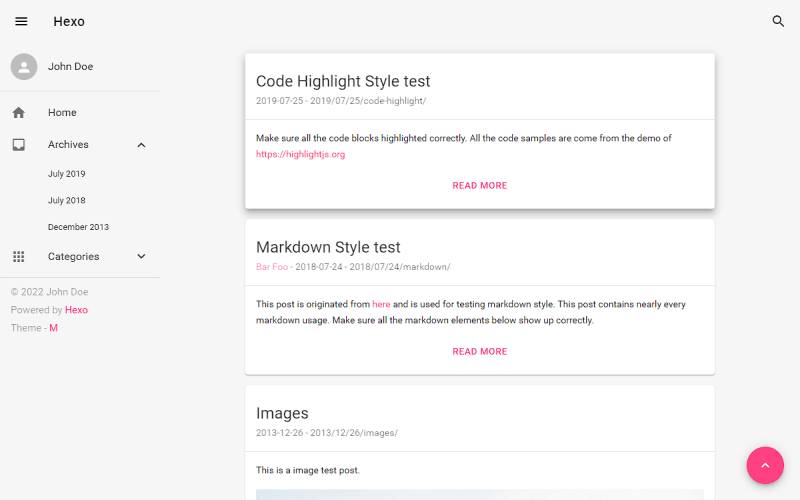 Hexo
John Doe
Home
Archives
July 2019
July 2018
December 2013
Categories
© 2022 John Doe
Powered by Hexo
Theme - M
Code Highlight Style test
2019-07-25 - 2019/07/25/code-highlight/
Make sure all the code blocks highlighted correctly. All the code samples are come from the demo of
https://highlightjs.org
READ MORE
Markdown Style test
Bar Foo - 2018-07-24 - 2018/07/24/markdown/
This post is originated from here and is used for testing markdown style. This post contains nearly every
markdown usage. Make sure all the markdown elements below show up correctly.
READ MORE
Images
2013-12-26 - 2013/12/26/images/
This is a image test post.